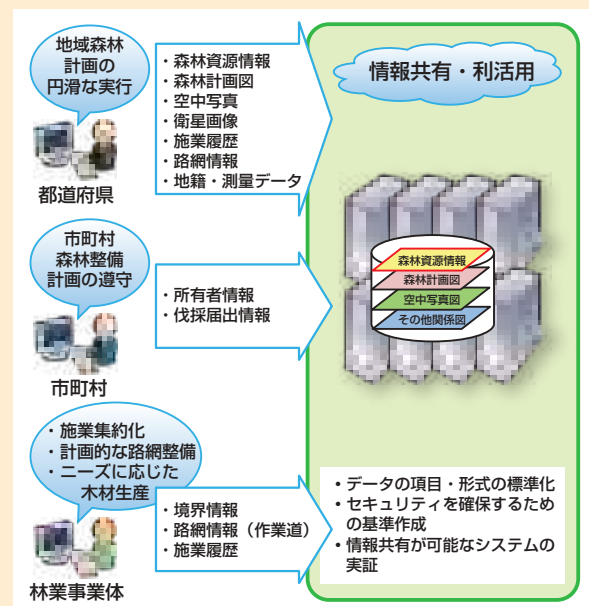 地域森林
計画の
円滑な実行
都道府県
・森林資源情報
・森林計画図
・空中写真
・衛星画像
・施業履歴
・路網情報
・地籍・測量データ
市町村
森林整備
計画の遵守
市町村
・所有者情報
・伐採届出情報
・施業集約化
・計画的な路網整備
・ニーズに応じた
木材生産
林業事業体
・境界情報
・路網情報（作業道）
・施業履歴
情報共有・利活用
森林資源情報
森林計画図
空中写真図
その他関係図
・データの項目・形式の標準化
・セキュリティを確保するため
の基準作成
・情報共有が可能なシステムの
実証